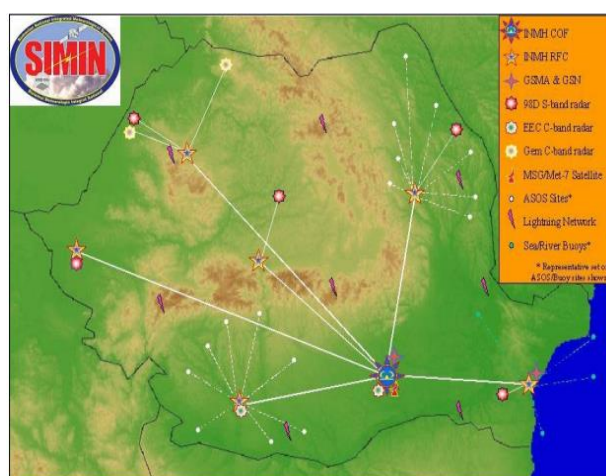 SIMIN
INMH COF
INMH RFC
GSMA & GSN
98D S-band radar
EEC C-band radar
Gem C-band radar
MSG/Met-7 Satellite
ASOS Sites*
Lightning Network
Sea/River Buoys*
* Representative set o
ASOS/Buoy sites show